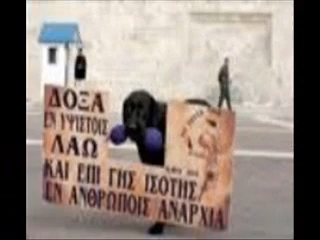 ΔΟΞΑ
ΕΝ ΥΨΙΣΤΟΙΣ
ΛΑΩ
ΚΑΙ ΕΠΙ ΓΗΣ ΙΣΟΤΗΣ
ΕΝ ΑΝΘΡΩΠΟΙΣ ΑΝΑΡΧΙΑ